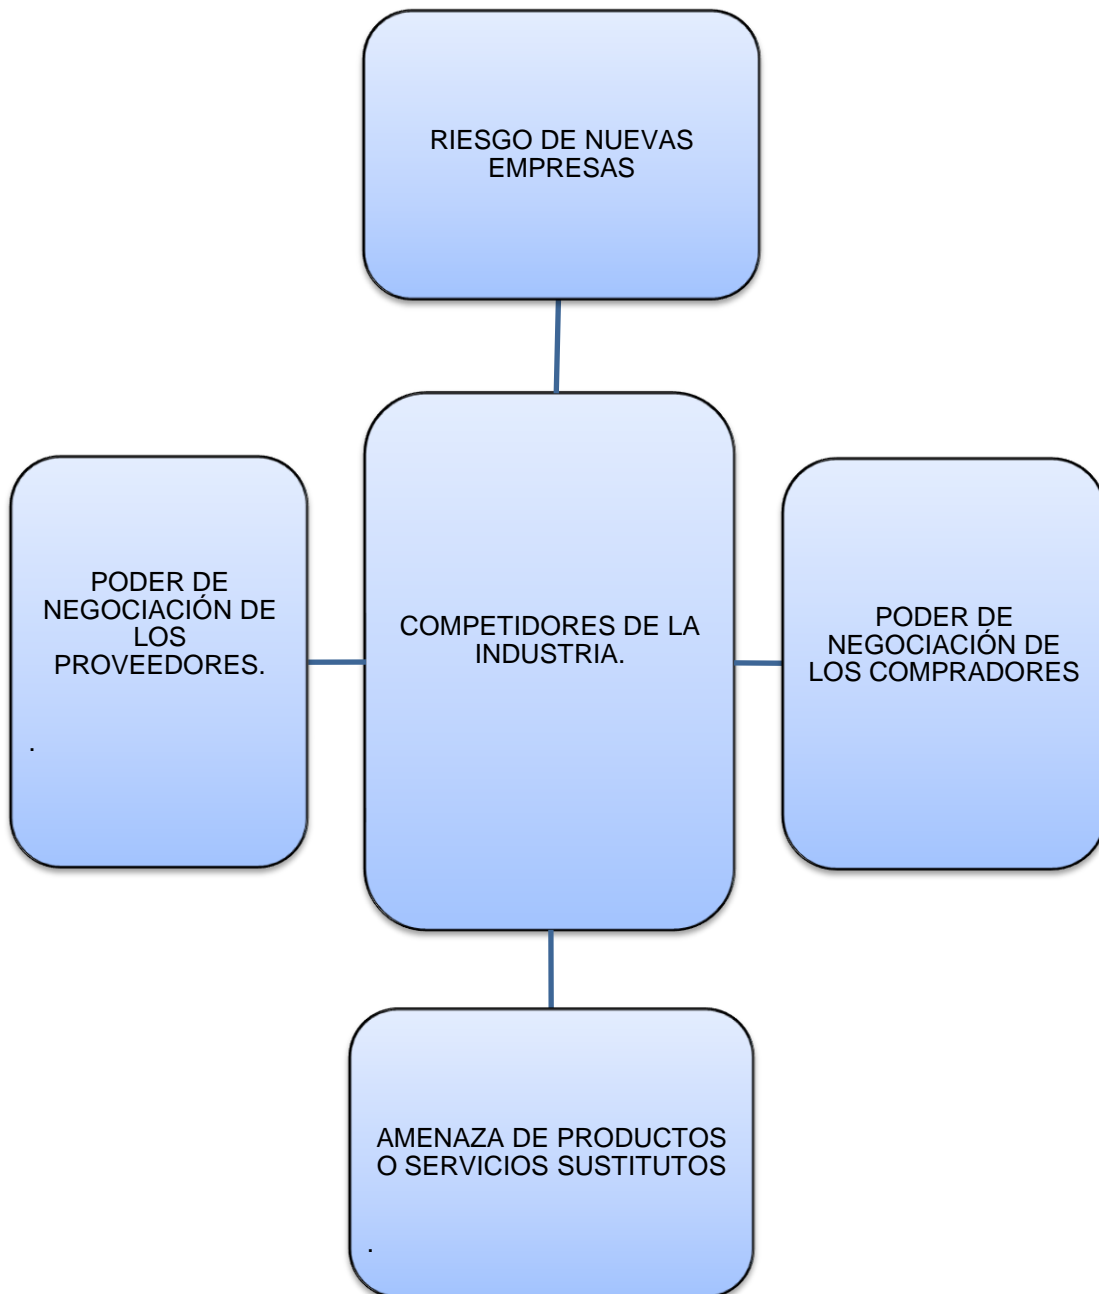 RIESGO DE NUEVAS
EMPRESAS
PODER DE
NEGOCIACIÓN DE
LOS
PROVEEDORES.
.
COMPETIDORES DE LA
INDUSTRIA.
PODER DE
NEGOCIACIÓN DE
LOS COMPRADORES
AMENAZA DE PRODUCTOS
O SERVICIOS SUSTITUTOS
.